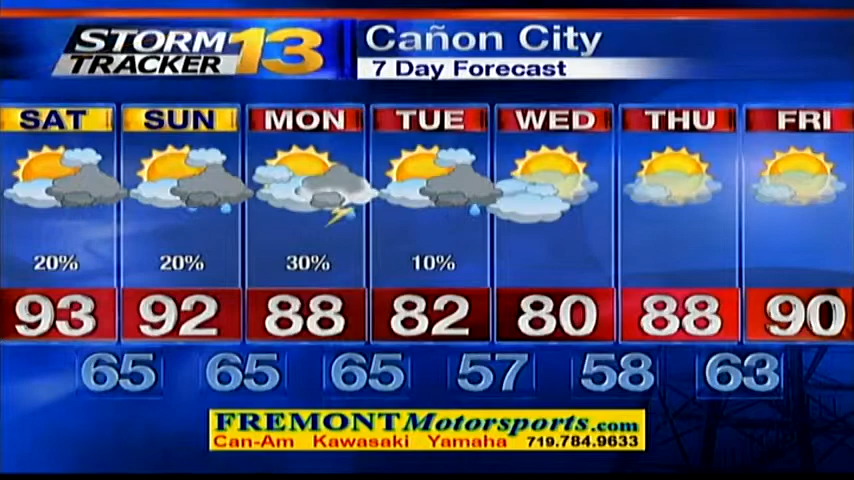 STORM TRACKER 13
Cañon City
7 Day Forecast
SAT SUN MON TUE WED THU FRI
20% 20% 30% 10%
93 92 88 82 80 88 90
65 65 65 57 58 63
FREMONTMotorsports.com
Can-Am Kawasaki Yamaha 719.784.9633